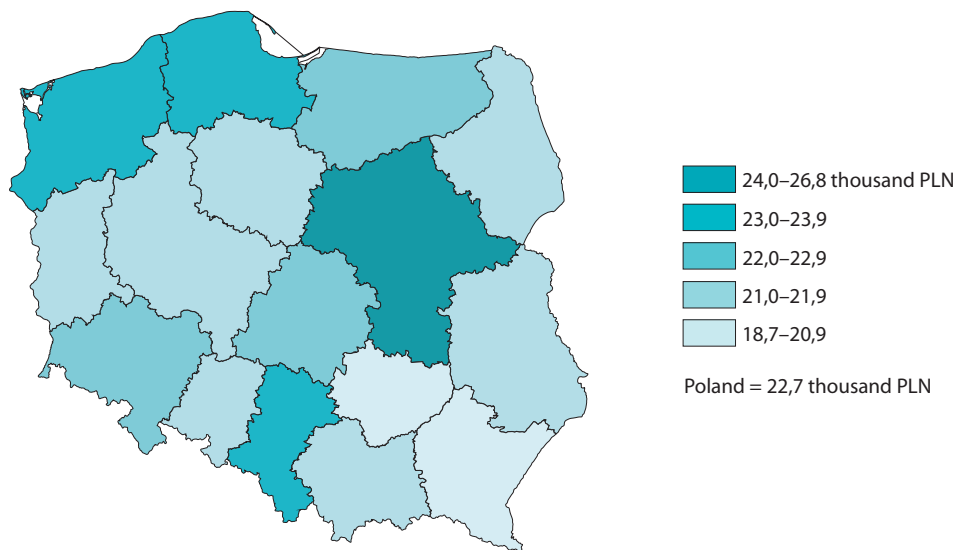 24,0–26,8 thousand PLN
23,0–23,9
22,0–22,9
21,0–21,9
18,7–20,9
Poland = 22,7 thousand PLN